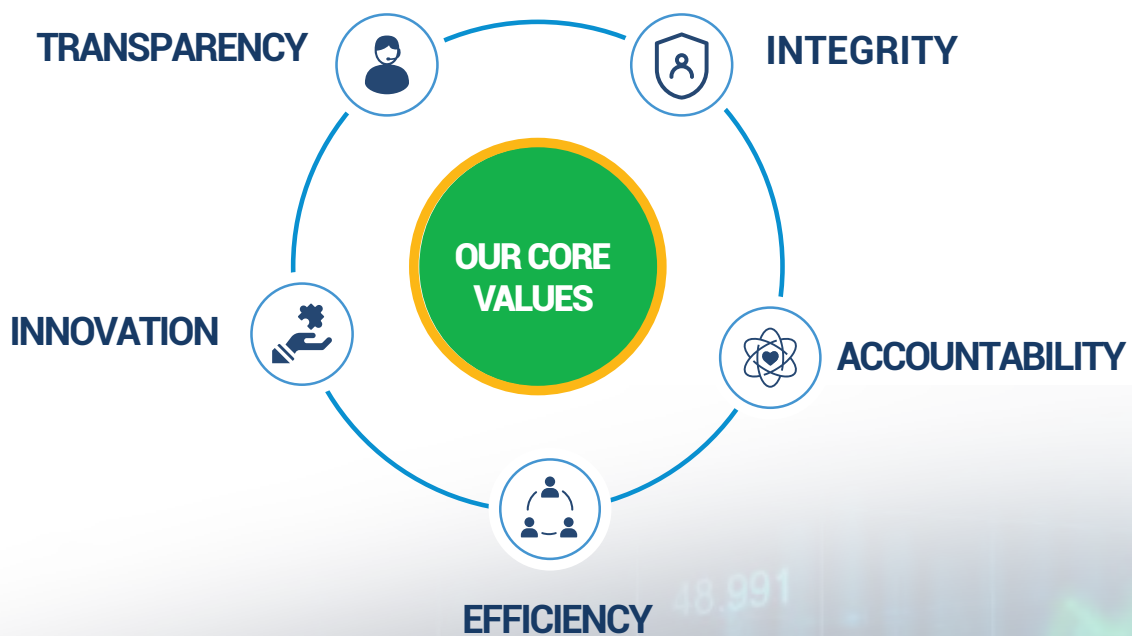 TRANSPARENCY
INTEGRITY
OUR CORE
VALUES
INNOVATION
ACCOUNTABILITY
48.991
EFFICIENCY